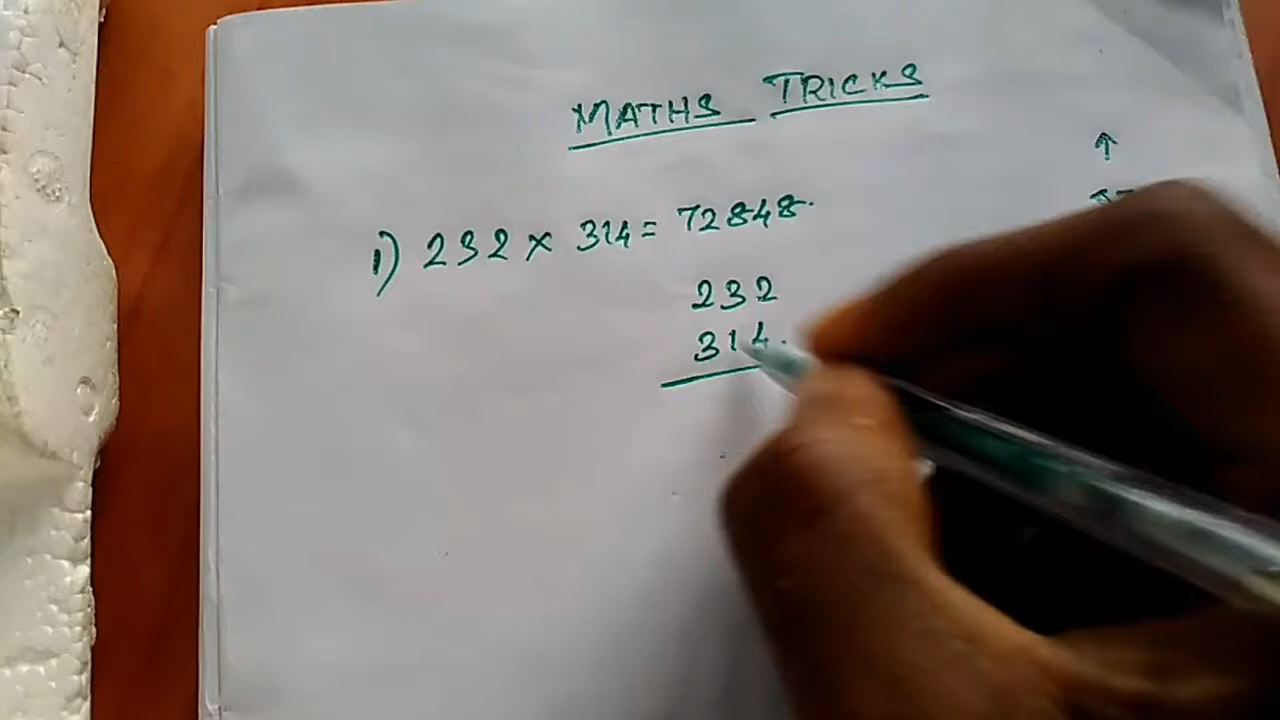 MATHS TRICKS
1) 232 × 314 = 72848.
↑
232
314.